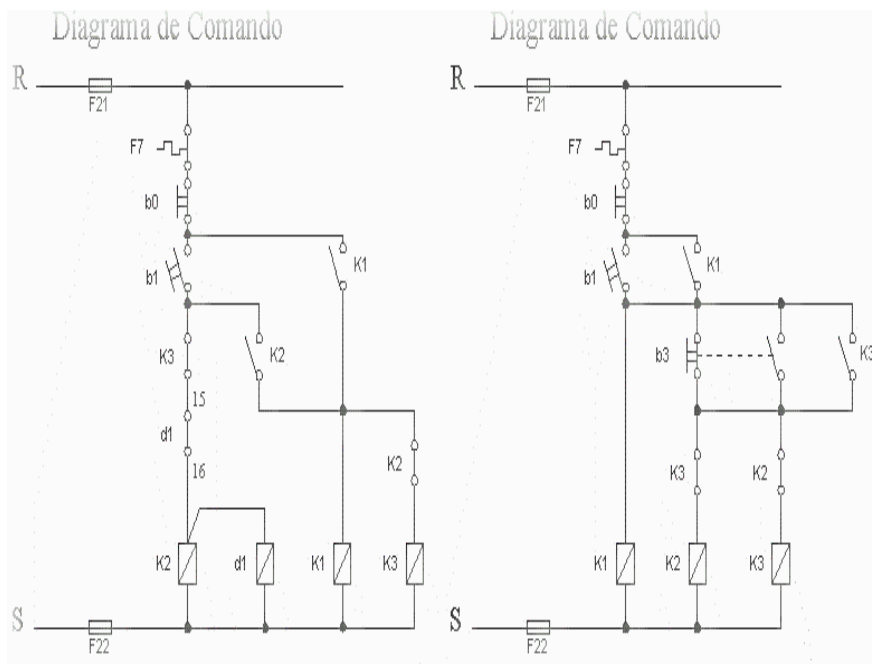 Diagrama de Comando
R
F21
F7
b0
b1
K1
K3
K2
15
d1
16
K2
K2
d1
K1
K3
S
F22
Diagrama de Comando
R
F21
F7
b0
b1
K1
b3
K3
K3
K2
K1
K2
K3
S
F22